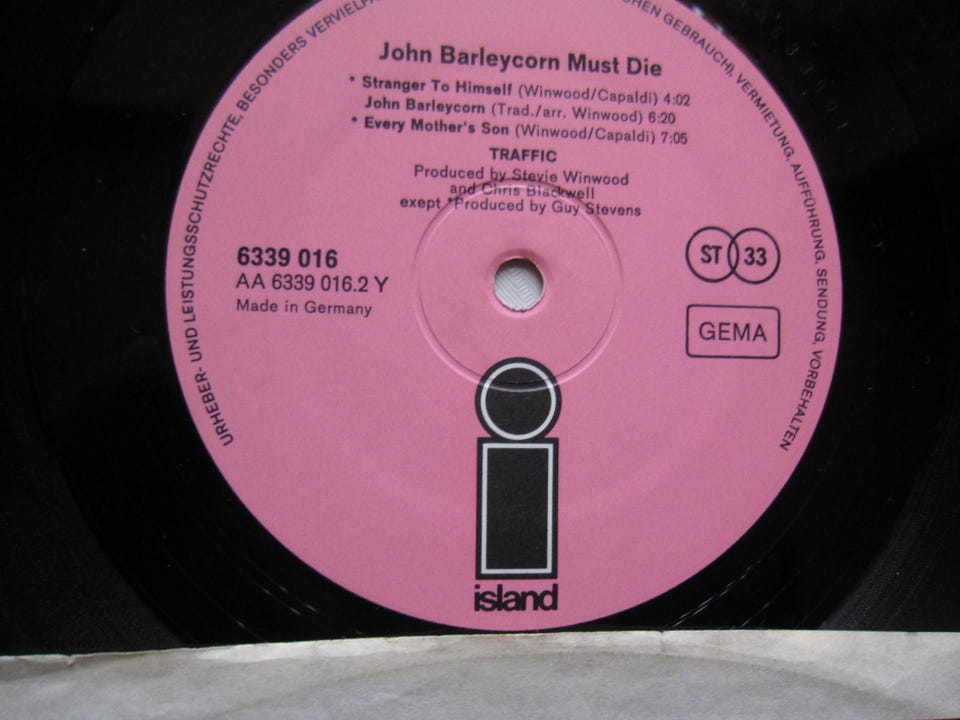 John Barleycorn Must Die
* Stranger To Himself (Winwood/Capaldi) 4:02
John Barleycorn (Trad./arr. Winwood) 6:20
* Every Mother's Son (Winwood/Capaldi) 7:05
TRAFFIC
Produced by Stevie Winwood
and Chris Blackwell
exept *Produced by Guy Stevens
6339 016
AA 6339 016.2 Y
Made in Germany
ST 33
GEMA
island
URHEBER- UND LEISTUNGSSCHUTZRECHTE, BESONDERS
GEBRAUCH), VERMIETUNG, AUFFÜHRUNG, SENDUNG, VORBEHALTEN